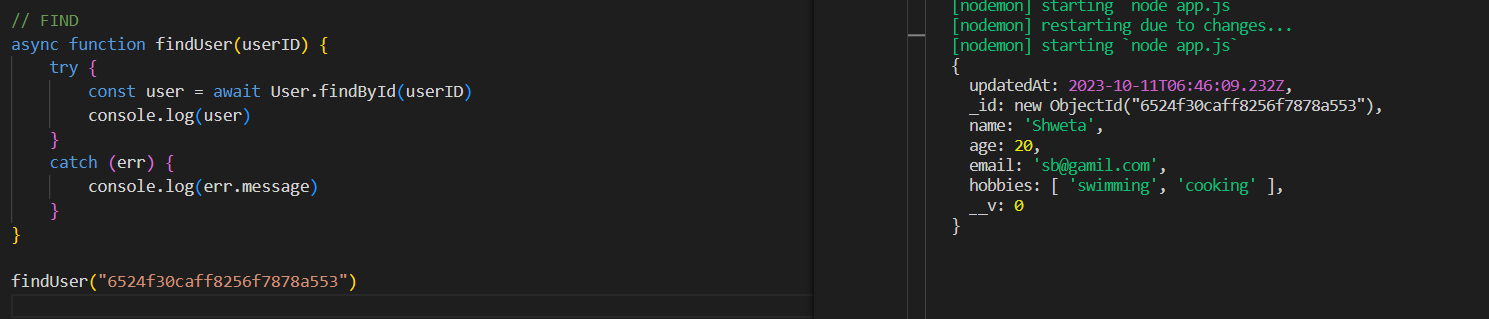 // FIND
async function findUser(userID) {
    try {
        const user = await User.findById(userID)
        console.log(user)
    }
    catch (err) {
        console.log(err.message)
    }
}
findUser("6524f30caff8256f7878a553")
[nodemon] starting `node app.js
[nodemon] restarting due to changes...
[nodemon] starting `node app.js`
{
  updatedAt: 2023-10-11T06:46:09.232Z,
  _id: new ObjectId("6524f30caff8256f7878a553"),
  name: 'Shweta',
  age: 20,
  email: 'sb@gamil.com',
  hobbies: [ 'swimming', 'cooking' ],
  __v: 0
}